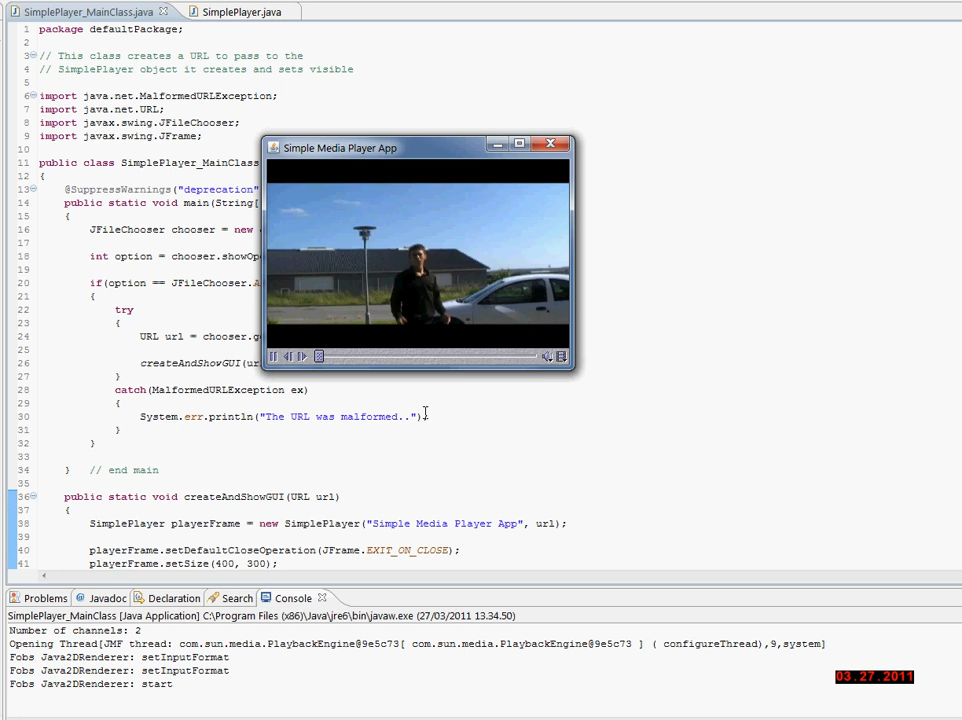 SimplePlayer_MainClass.java
SimplePlayer.java
1 package defaultPackage;
2
3 // This class creates a URL to pass to the
4 // SimplePlayer object it creates and sets visible
5
6 import java.net.MalformedURLException;
7 import java.net.URL;
8 import javax.swing.JFileChooser;
9 import javax.swing.JFrame;
10
11 public class SimplePlayer_MainClass
12 {
13 @SuppressWarnings("deprecation"
14 public static void main(String[
15 {
16 JFileChooser chooser = new
17
18 int option = chooser.showOp
19
20 if(option == JFileChooser.A
21 {
22 try
23 {
24 URL url = chooser.g
25
26 createAndShowGUI(ur
27 }
28 catch(MalformedURLException ex)
29 {
30 System.err.println("The URL was malformed..")
31 }
32 }
33
34 } // end main
35
36 public static void createAndShowGUI(URL url)
37 {
38 SimplePlayer playerFrame = new SimplePlayer("Simple Media Player App", url);
39
40 playerFrame.setDefaultCloseOperation(JFrame.EXIT_ON_CLOSE);
41 playerFrame.setSize(400, 300);
Simple Media Player App
Problems Javadoc Declaration Search Console
SimplePlayer_MainClass [Java Application] C:\Program Files (x86)\Java\jre6\bin\javaw.exe (27/03/2011 13.34.50)
Number of channels: 2
Opening Thread[JMF thread: com.sun.media.PlaybackEngine@9e5c73[ com.sun.media.PlaybackEngine@9e5c73 ] ( configureThread),9,system]
Fobs Java2DRenderer: setInputFormat
Fobs Java2DRenderer: setInputFormat
Fobs Java2DRenderer: start
03.27.2011